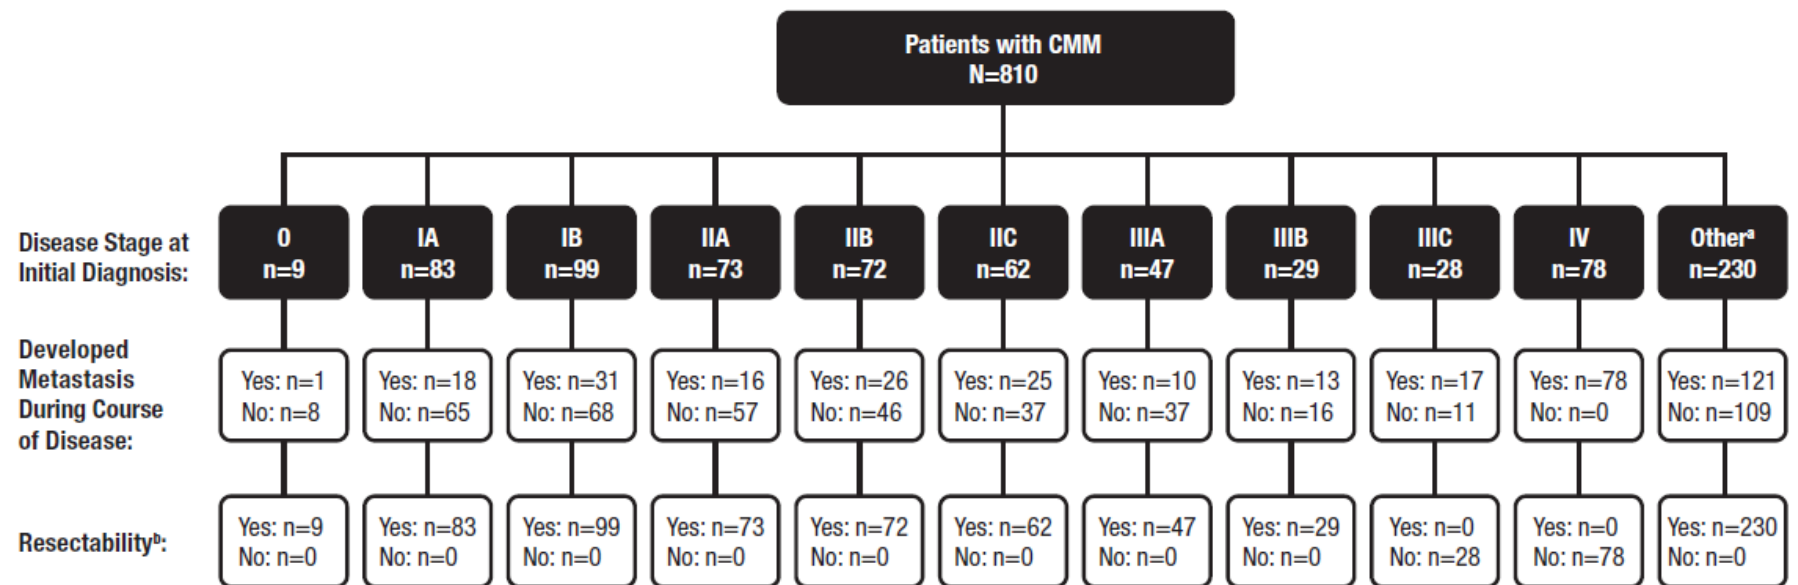 Patients with CMM
N=810
Disease Stage at
Initial Diagnosis:
0
n=9
IA
n=83
IB
n=99
IIA
n=73
IIB
n=72
IIC
n=62
IIIA
n=47
IIIB
n=29
IIIC
n=28
IV
n=78
Otherᵃ
n=230
Developed
Metastasis
During Course
of Disease:
Yes: n=1
No: n=8
Yes: n=18
No: n=65
Yes: n=31
No: n=68
Yes: n=16
No: n=57
Yes: n=26
No: n=46
Yes: n=25
No: n=37
Yes: n=10
No: n=37
Yes: n=13
No: n=16
Yes: n=17
No: n=11
Yes: n=78
No: n=0
Yes: n=121
No: n=109
Resectabilityᵇ:
Yes: n=9
No: n=0
Yes: n=83
No: n=0
Yes: n=99
No: n=0
Yes: n=73
No: n=0
Yes: n=72
No: n=0
Yes: n=62
No: n=0
Yes: n=47
No: n=0
Yes: n=29
No: n=0
Yes: n=0
No: n=28
Yes: n=0
No: n=78
Yes: n=230
No: n=0